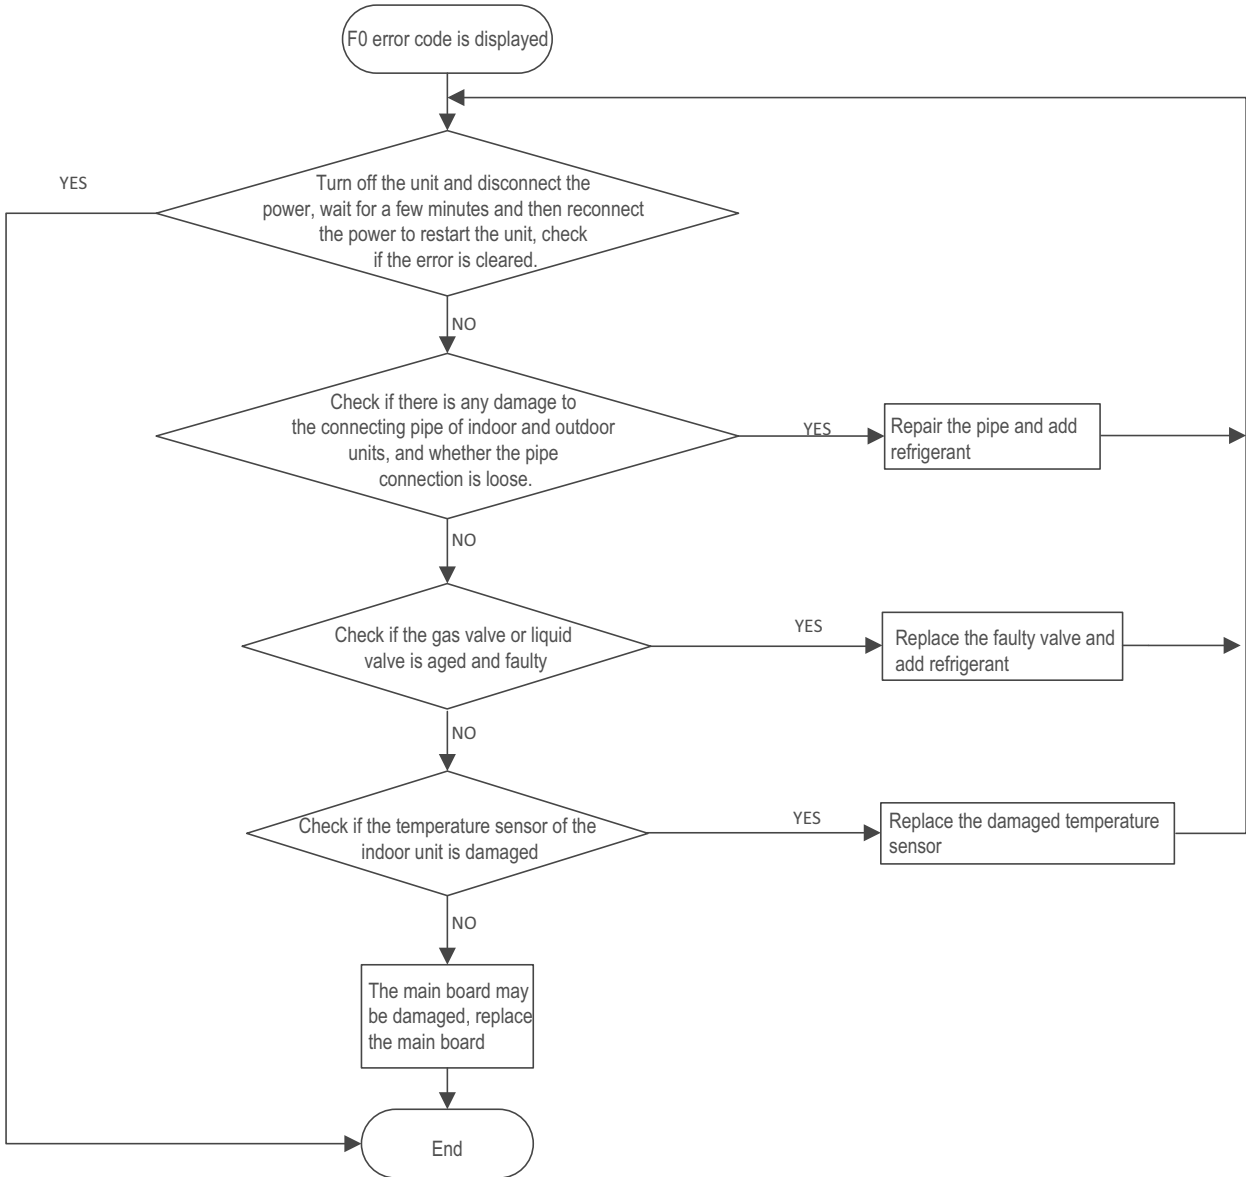 F0 error code is displayed
YES
Turn off the unit and disconnect the
power, wait for a few minutes and then reconnect
the power to restart the unit, check
if the error is cleared.
NO
Check if there is any damage to
the connecting pipe of indoor and outdoor
units, and whether the pipe
connection is loose.
YES
Repair the pipe and add
refrigerant
NO
Check if the gas valve or liquid
valve is aged and faulty
YES
Replace the faulty valve and
add refrigerant
NO
Check if the temperature sensor of the
indoor unit is damaged
YES
Replace the damaged temperature
sensor
NO
The main board may
be damaged, replace
the main board
End